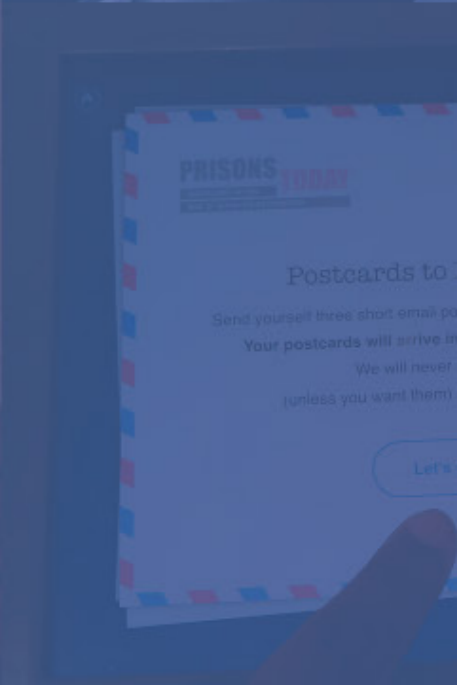 PRISONS
TODAY
Postcards to
Send yourself three short email
Your postcards will arrive
We will never
(unless you want them)
Let's